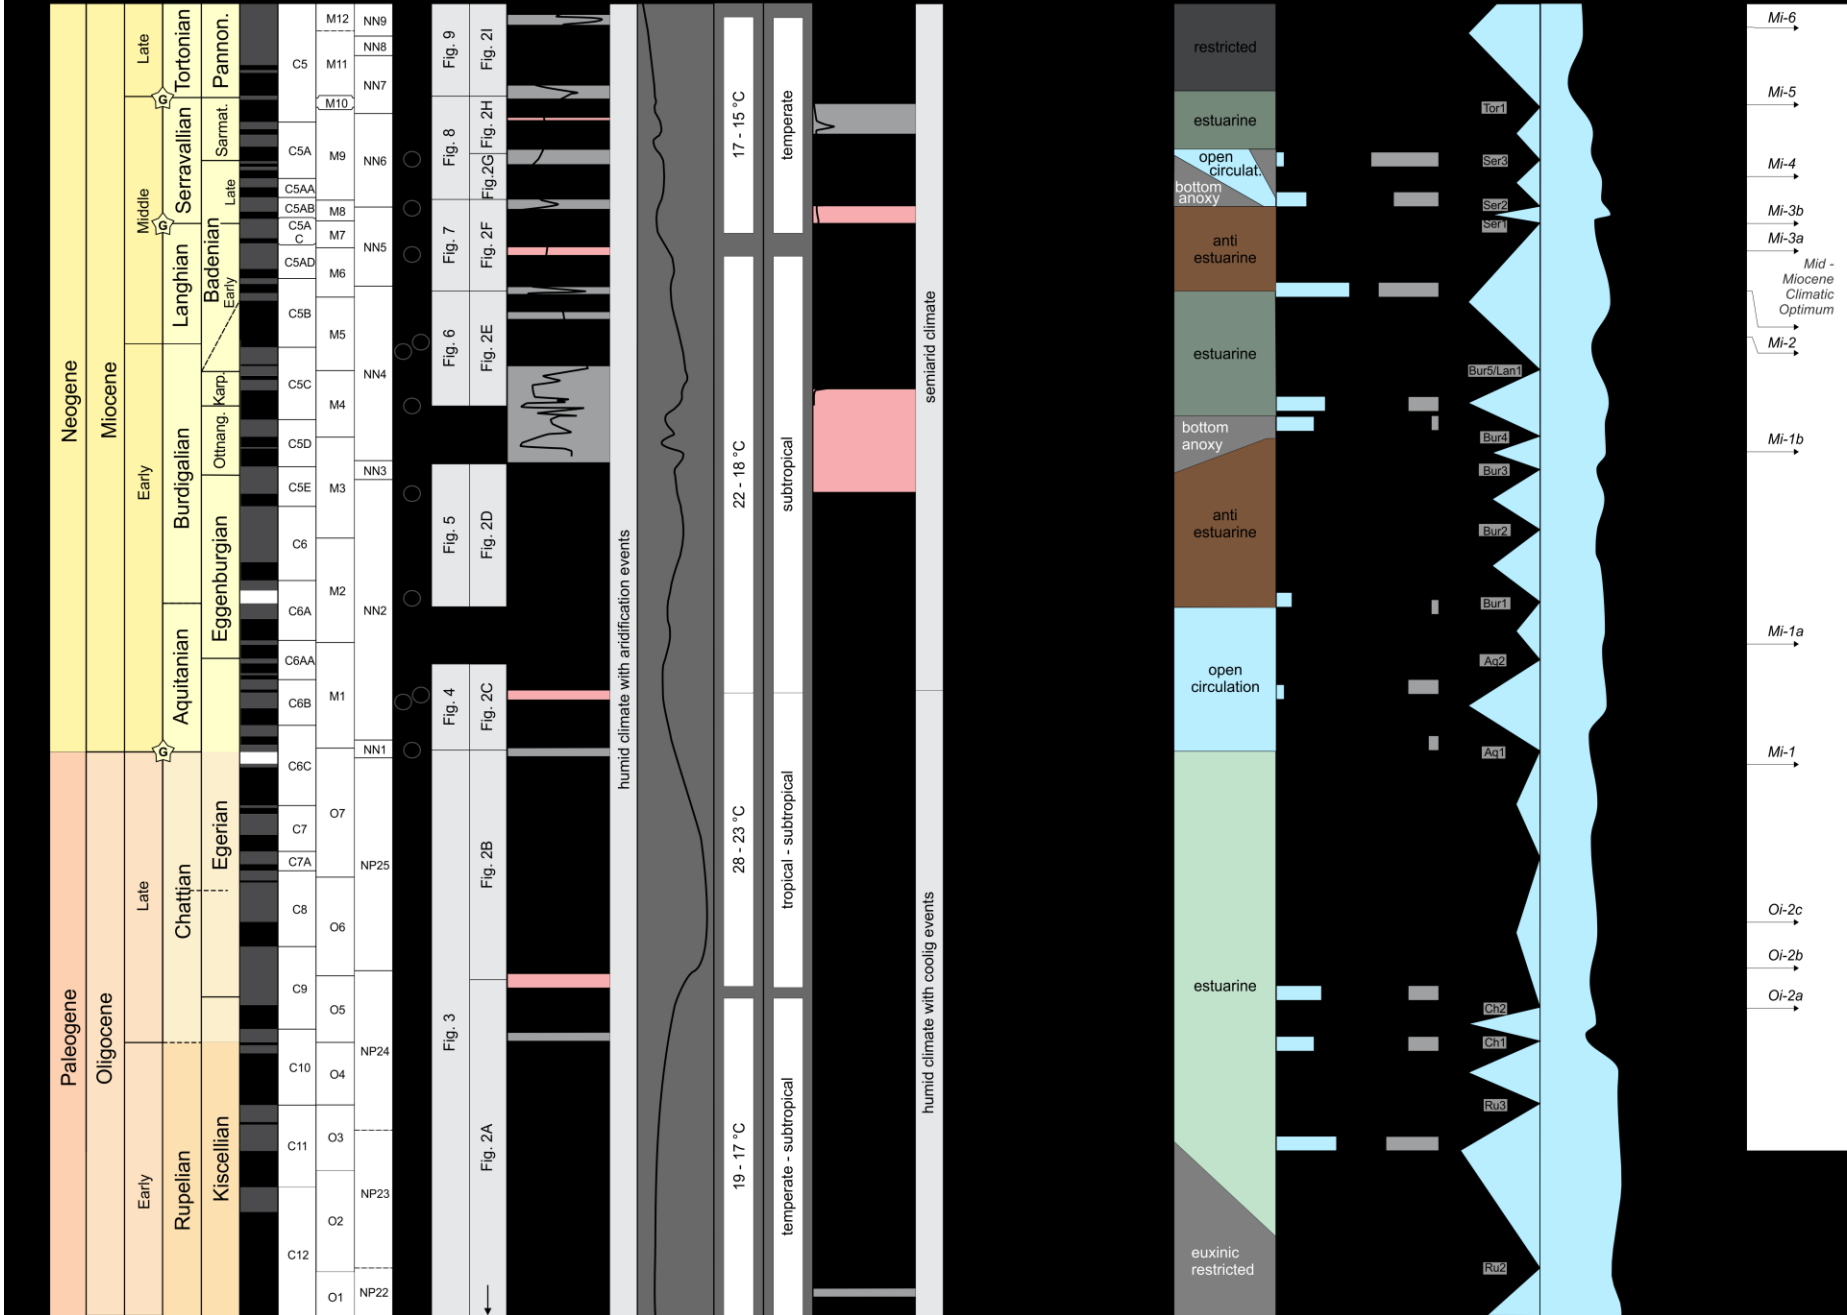 Neogene
Paleogene
Miocene
Oligocene
Late
Middle
Early
Late
Early
Tortonian
G
Serravallian
G
Langhian
Burdigalian
Aquitanian
G
Chattian
Rupelian
Pannon.
Sarmat.
Late
Badenian
Early
Karp.
Ottnang.
Eggenburgian
Egerian
Kiscellian
C5
C5A
C5AA
C5AB
C5A
C
C5AD
C5B
C5C
C5D
C5E
C6
C6A
C6AA
C6B
C6C
C7
C7A
C8
C9
C10
C11
C12
M12
M11
M10
M9
M8
M7
M6
M5
M4
M3
M2
M1
O7
O6
O5
O4
O3
O2
O1
NN9
NN8
NN7
NN6
NN5
NN4
NN3
NN2
NN1
NP25
NP24
NP23
NP22
Fig. 9
Fig. 8
Fig. 7
Fig. 6
Fig. 5
Fig. 4
Fig. 3
Fig. 2I
Fig. 2H
Fig.2G
Fig. 2F
Fig. 2E
Fig. 2D
Fig. 2C
Fig. 2B
Fig. 2A
humid climate with aridification events
17 - 15 °C
22 - 18 °C
28 - 23 °C
19 - 17 °C
temperate
subtropical
tropical - subtropical
temperate - subtropical
semiarid climate
humid climate with coolig events
restricted
estuarine
open
circulat.
bottom
anoxy
anti
estuarine
estuarine
bottom
anoxy
anti
estuarine
open
circulation
estuarine
euxinic
restricted
Tor1
Ser3
Ser2
Ser1
Bur5/Lan1
Bur4
Bur3
Bur2
Bur1
Aq2
Aq1
Ch2
Ch1
Ru3
Ru2
Mi-6
Mi-5
Mi-4
Mi-3b
Mi-3a
Mid -
Miocene
Climatic
Optimum
Mi-2
Mi-1b
Mi-1a
Mi-1
Oi-2c
Oi-2b
Oi-2a